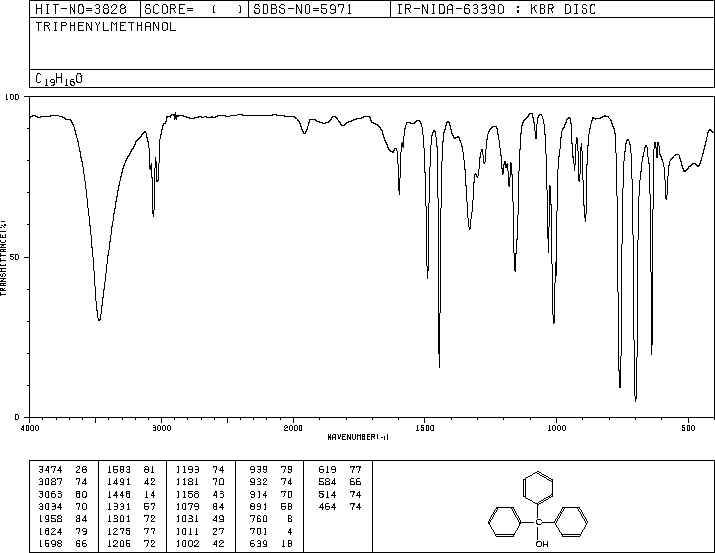 HIT-NO=3828 SCORE= ( ) SDBS-NO=5971 IR-NIDA-63390 : KBR DISC
TRIPHENYLMETHANOL
C19H16O
100
50
0
TRANSMITTANCE(%)
4000 3000 2000 1500 1000 500
WAVENUMBER(-1)
3474 28 1583 81 1193 74 939 79 619 77
3087 74 1491 42 1181 70 932 74 584 66
3063 60 1448 14 1158 43 914 70 514 74
3034 70 1331 57 1079 84 891 58 464 74
1958 84 1301 72 1031 49 760 8
1624 79 1275 77 1011 27 701 4
1598 66 1205 72 1002 42 639 18
C
OH